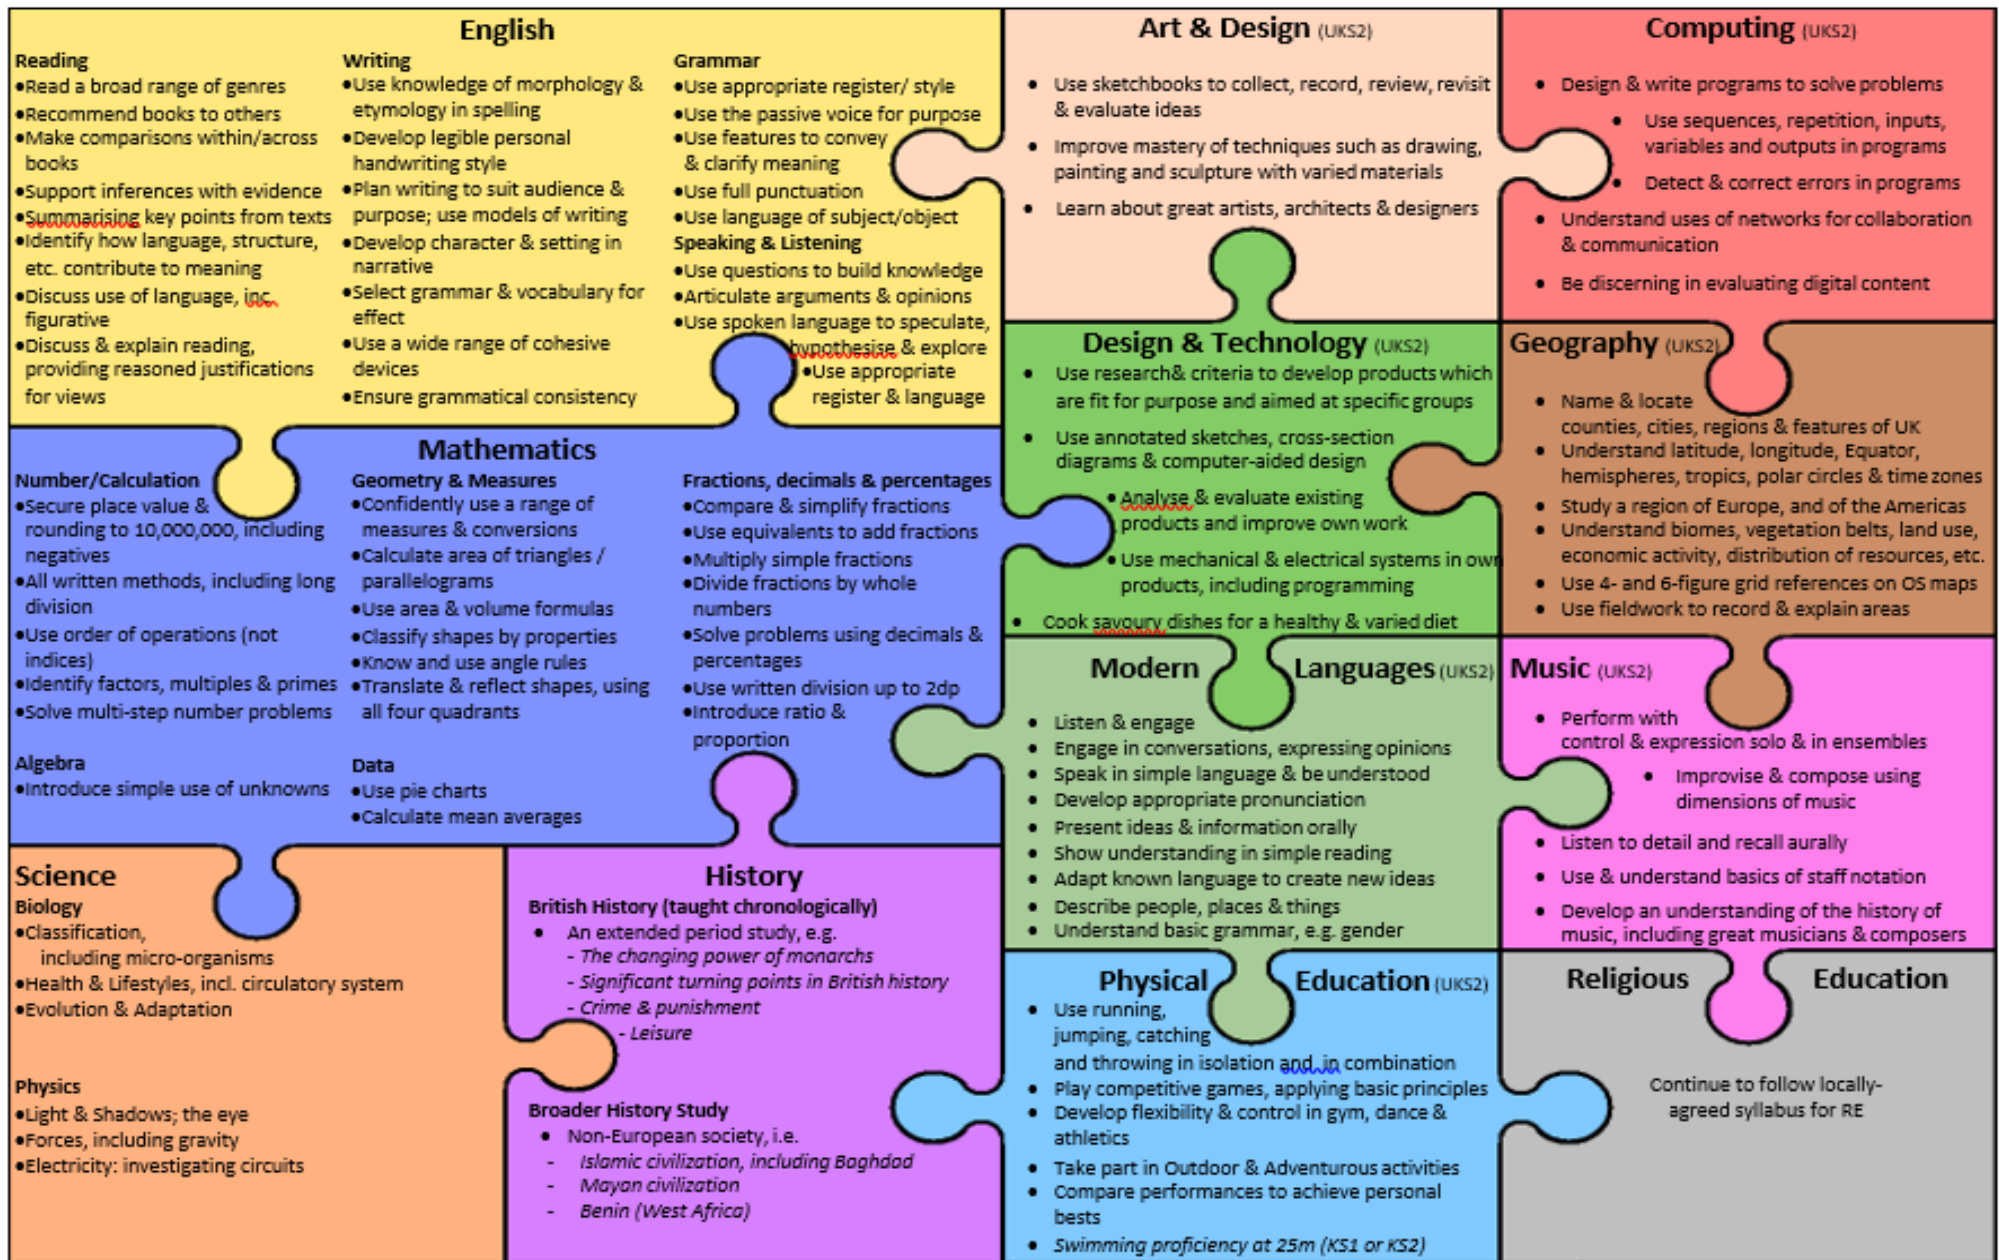 English
Reading
•Read a broad range of genres
•Recommend books to others
•Make comparisons within/across
books
•Support inferences with evidence
•Summarising key points from texts
•Identify how language, structure,
etc. contribute to meaning
•Discuss use of language, inc.
figurative
•Discuss & explain reading,
providing reasoned justifications
for views
Writing
•Use knowledge of morphology &
etymology in spelling
•Develop legible personal
handwriting style
•Plan writing to suit audience &
purpose; use models of writing
•Develop character & setting in
narrative
•Select grammar & vocabulary for
effect
•Use a wide range of cohesive
devices
•Ensure grammatical consistency
Grammar
•Use appropriate register/ style
•Use the passive voice for purpose
•Use features to convey
& clarify meaning
•Use full punctuation
•Use language of subject/object
Speaking & Listening
•Use questions to build knowledge
•Articulate arguments & opinions
•Use spoken language to speculate,
hypothesise & explore
•Use appropriate
register & language
Art & Design (UKS2)
• Use sketchbooks to collect, record, review, revisit
& evaluate ideas
• Improve mastery of techniques such as drawing,
painting and sculpture with varied materials
• Learn about great artists, architects & designers
Computing (UKS2)
• Design & write programs to solve problems
• Use sequences, repetition, inputs,
variables and outputs in programs
• Detect & correct errors in programs
• Understand uses of networks for collaboration
& communication
• Be discerning in evaluating digital content
Mathematics
Number/Calculation
•Secure place value &
rounding to 10,000,000, including
negatives
•All written methods, including long
division
•Use order of operations (not
indices)
•Identify factors, multiples & primes
•Solve multi-step number problems
Algebra
•Introduce simple use of unknowns
Geometry & Measures
•Confidently use a range of
measures & conversions
•Calculate area of triangles /
parallelograms
•Use area & volume formulas
•Classify shapes by properties
•Know and use angle rules
•Translate & reflect shapes, using
all four quadrants
Data
•Use pie charts
•Calculate mean averages
Fractions, decimals & percentages
•Compare & simplify fractions
•Use equivalents to add fractions
•Multiply simple fractions
•Divide fractions by whole
numbers
•Solve problems using decimals &
percentages
•Use written division up to 2dp
•Introduce ratio &
proportion
Design & Technology (UKS2)
• Use research& criteria to develop products which
are fit for purpose and aimed at specific groups
• Use annotated sketches, cross-section
diagrams & computer-aided design
• Analyse & evaluate existing
products and improve own work
• Use mechanical & electrical systems in own
products, including programming
• Cook savoury dishes for a healthy & varied diet
Geography (UKS2)
• Name & locate
counties, cities, regions & features of UK
• Understand latitude, longitude, Equator,
hemispheres, tropics, polar circles & time zones
• Study a region of Europe, and of the Americas
• Understand biomes, vegetation belts, land use,
economic activity, distribution of resources, etc.
• Use 4- and 6-figure grid references on OS maps
• Use fieldwork to record & explain areas
Modern Languages (UKS2)
• Listen & engage
• Engage in conversations, expressing opinions
• Speak in simple language & be understood
• Develop appropriate pronunciation
• Present ideas & information orally
• Show understanding in simple reading
• Adapt known language to create new ideas
• Describe people, places & things
• Understand basic grammar, e.g. gender
Music (UKS2)
• Perform with
control & expression solo & in ensembles
• Improvise & compose using
dimensions of music
• Listen to detail and recall aurally
• Use & understand basics of staff notation
• Develop an understanding of the history of
music, including great musicians & composers
Science
Biology
•Classification,
including micro-organisms
•Health & Lifestyles, incl. circulatory system
•Evolution & Adaptation
Physics
•Light & Shadows; the eye
•Forces, including gravity
•Electricity: investigating circuits
History
British History (taught chronologically)
• An extended period study, e.g.
- The changing power of monarchs
- Significant turning points in British history
- Crime & punishment
- Leisure
Broader History Study
• Non-European society, i.e.
- Islamic civilization, including Baghdad
- Mayan civilization
- Benin (West Africa)
Physical Education (UKS2)
• Use running,
jumping, catching
and throwing in isolation and in combination
• Play competitive games, applying basic principles
• Develop flexibility & control in gym, dance &
athletics
• Take part in Outdoor & Adventurous activities
• Compare performances to achieve personal
bests
• Swimming proficiency at 25m (KS1 or KS2)
Religious Education
Continue to follow locally-
agreed syllabus for RE